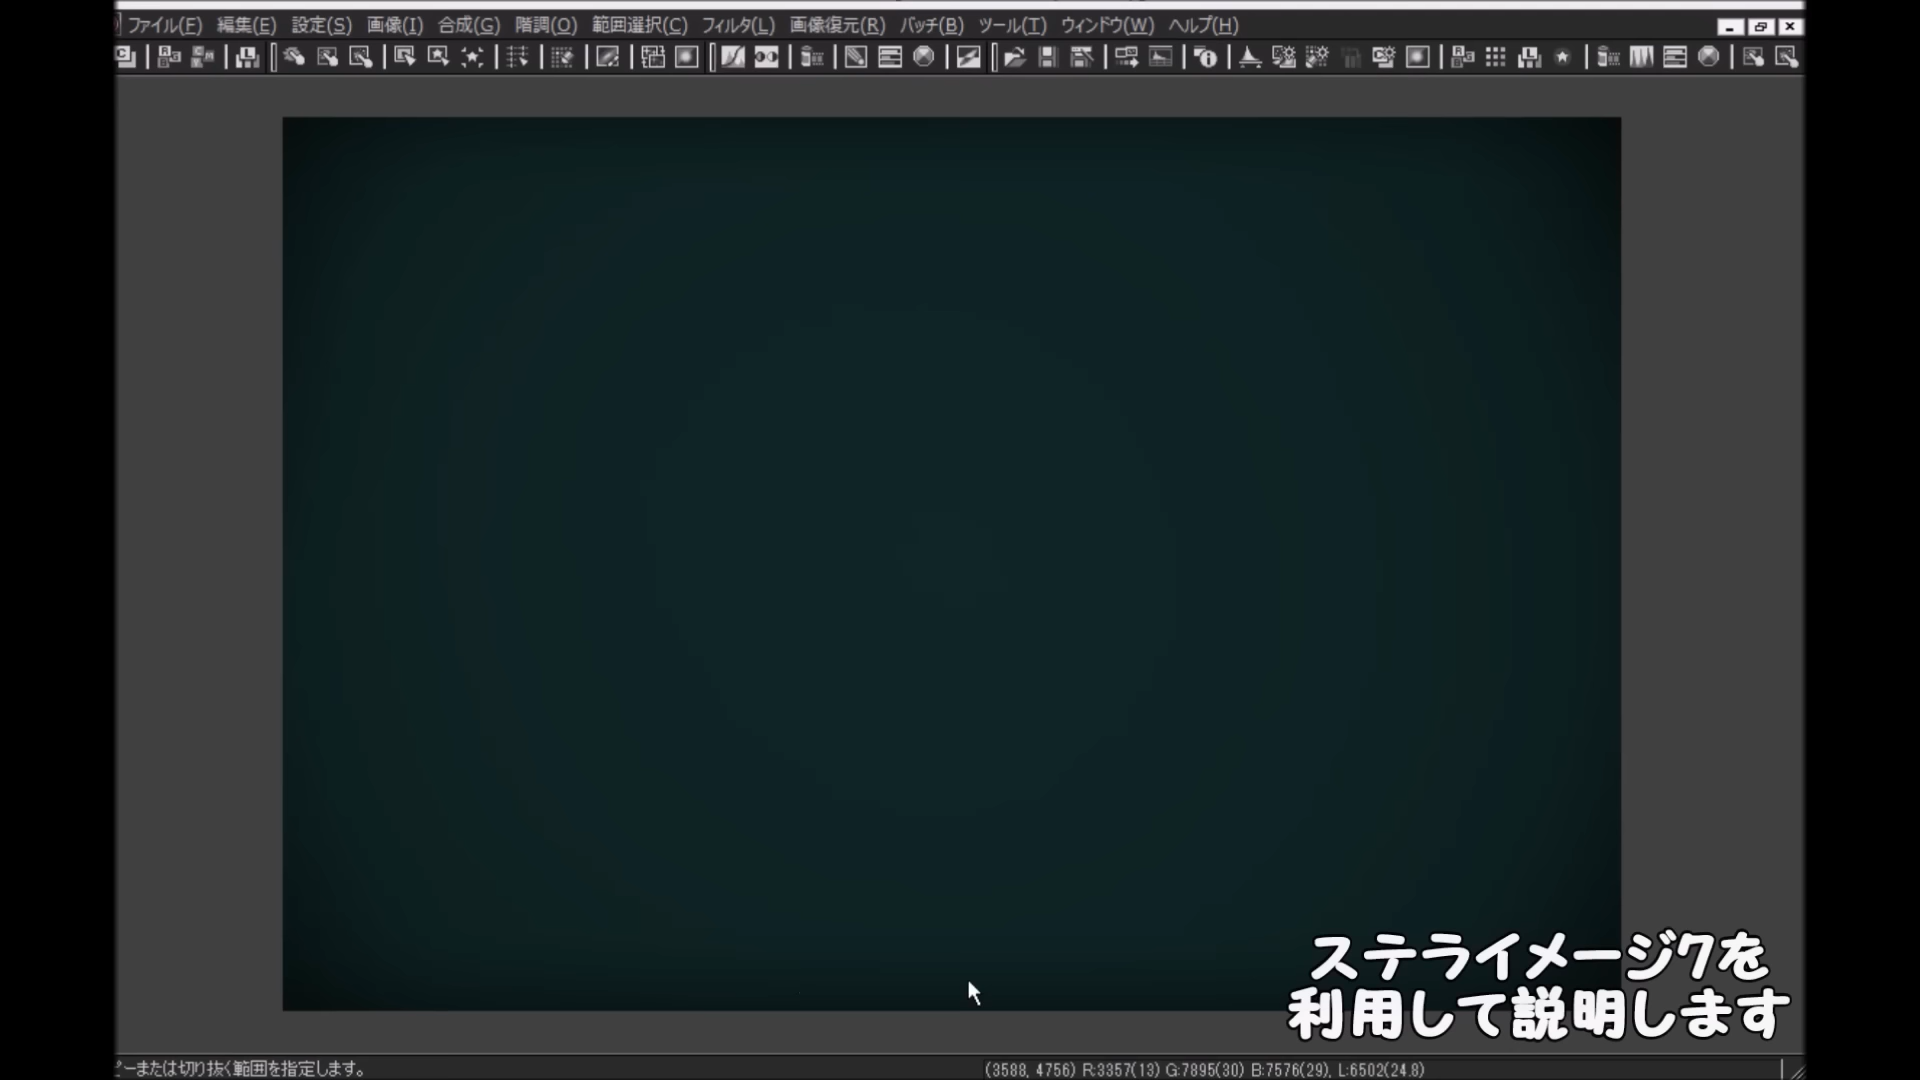 ファイル(F) 編集(E) 設定(S) 画像(I) 合成(G) 階調(O) 範囲選択(C) フィルタ(L) 画像復元(R) バッチ(B) ツール(T) ウィンドウ(W) ヘルプ(H)
ステライメージ7を
利用して説明します
ピーまたは切り抜く範囲を指定します。
(3588, 4756) R:3357(13) G:7895(30) B:7576(29), L:6502(24.8)